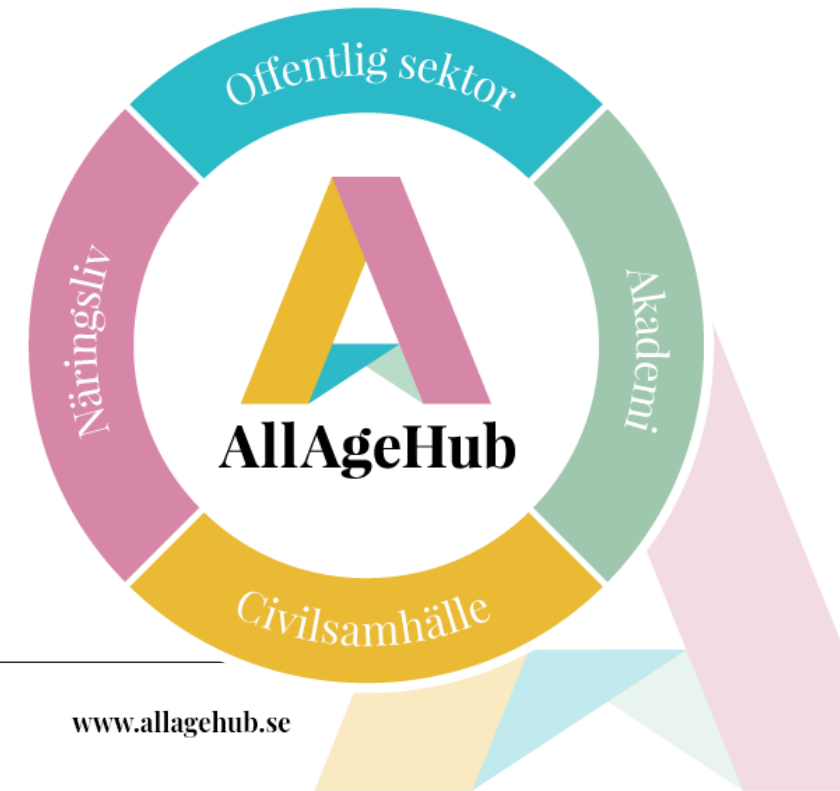 Offentlig sektor
Näringsliv
Akademi
AllAgeHub
Civilsamhälle
www.allagehub.se